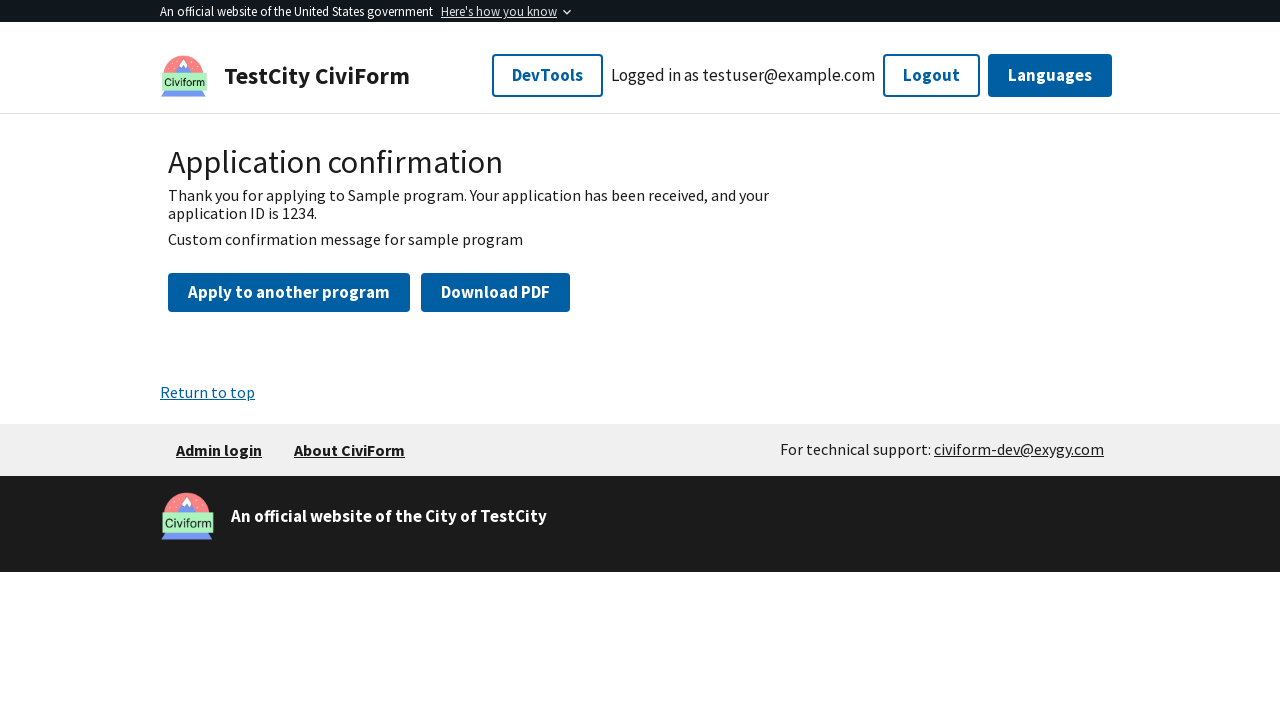 An official website of the United States government Here's how you know
Civiform
TestCity CiviForm
DevTools
Logged in as testuser@example.com
Logout
Languages
Application confirmation
Thank you for applying to Sample program. Your application has been received, and your
application ID is 1234.
Custom confirmation message for sample program
Apply to another program
Download PDF
Return to top
Admin login
About CiviForm
For technical support: civiform-dev@exygy.com
Civiform
An official website of the City of TestCity